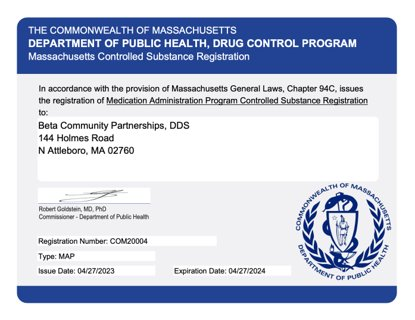 THE COMMONWEALTH OF MASSACHUSETTS
DEPARTMENT OF PUBLIC HEALTH, DRUG CONTROL PROGRAM
Massachusetts Controlled Substance Registration
In accordance with the provision of Massachusetts General Laws, Chapter 94C, issues
the registration of Medication Administration Program Controlled Substance Registration
to:
Beta Community Partnerships, DDS
144 Holmes Road
N Attleboro, MA 02760
Robert Goldstein, MD, PhD
Commissioner - Department of Public Health
Registration Number: COM20004
Type: MAP
Issue Date: 04/27/2023
Expiration Date: 04/27/2024
COMMONWEALTH OF MASSACHUSETTS
DEPARTMENT OF PUBLIC HEALTH